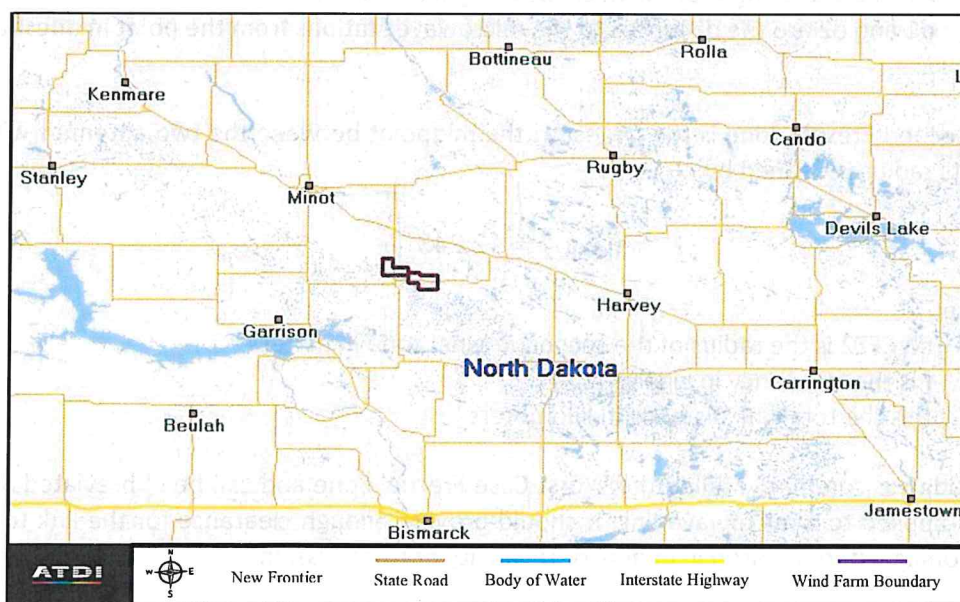 Bottineau
Rolla
Kenmare
L
Cando
Stanley
Rugby
Minot
Devils Lake
Harvey
Garrison
North Dakota
Carrington
Beulah
Jamestown
Bismarck
ATDI
N
W E
S
New Frontier
State Road
Body of Water
Interstate Highway
Wind Farm Boundary